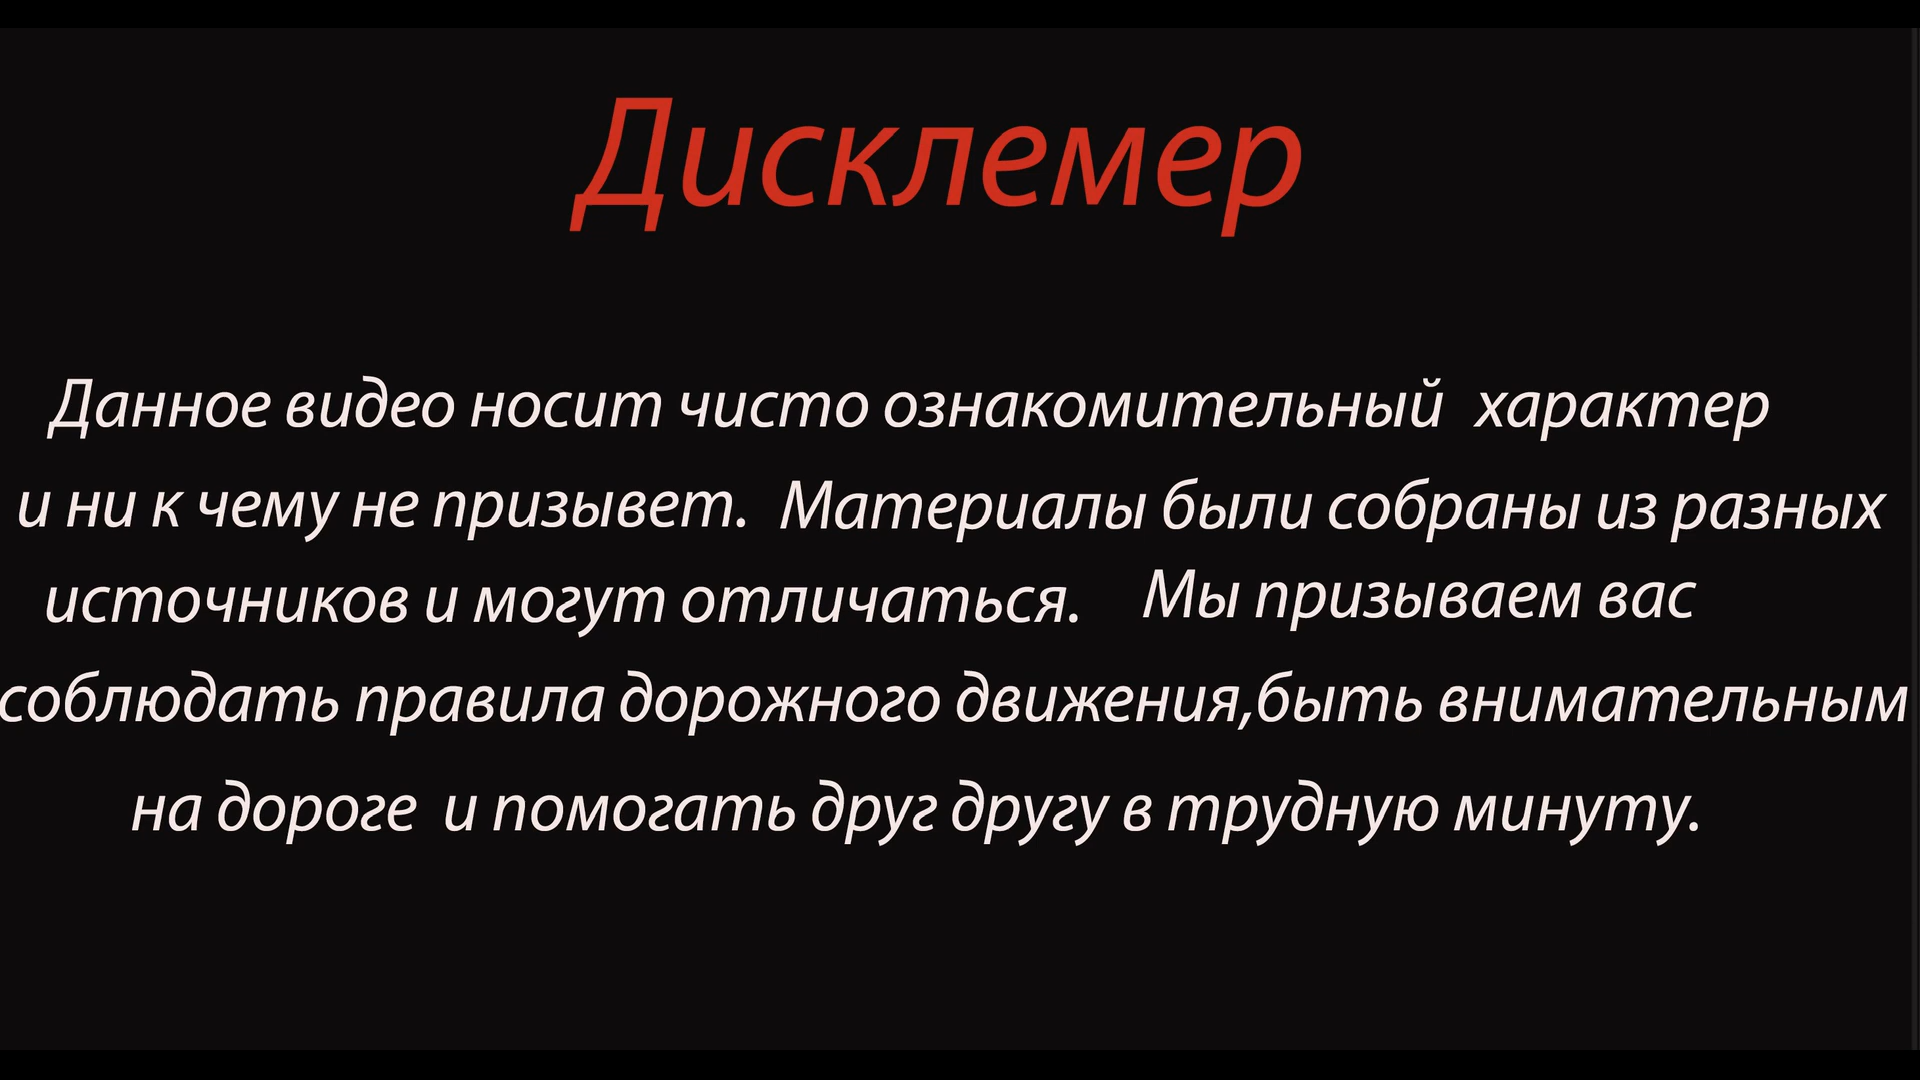 Дисклемер
Данное видео носит чисто ознакомительный характер
и ни к чему не призывет. Материалы были собраны из разных
источников и могут отличаться. Мы призываем вас
соблюдать правила дорожного движения,быть внимательным
на дороге и помогать друг другу в трудную минуту.